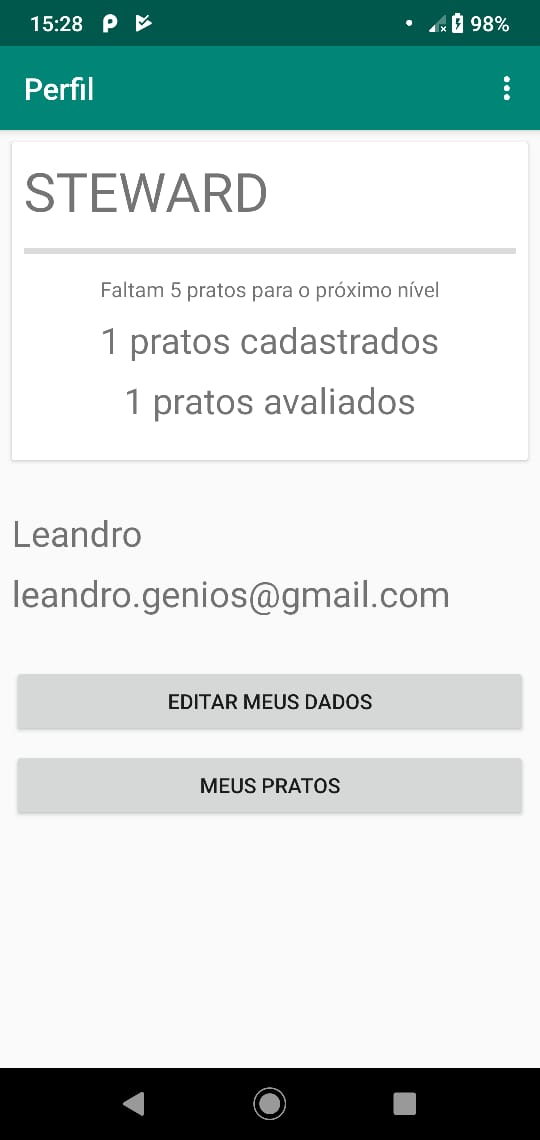 15:28 98%
Perfil
STEWARD
Faltam 5 pratos para o próximo nível
1 pratos cadastrados
1 pratos avaliados
Leandro
leandro.genios@gmail.com
EDITAR MEUS DADOS
MEUS PRATOS